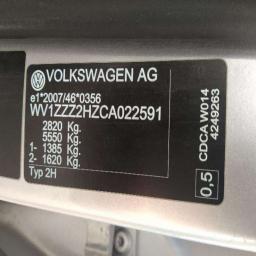 VOLKSWAGEN AG
e1*2007/46*0356
WV1ZZZ2HZCA022591
2820 Kg.
5550 Kg.
1- 1385 Kg.
2- 1620 Kg.
Typ 2H
CDCA W014
4249263
0,5